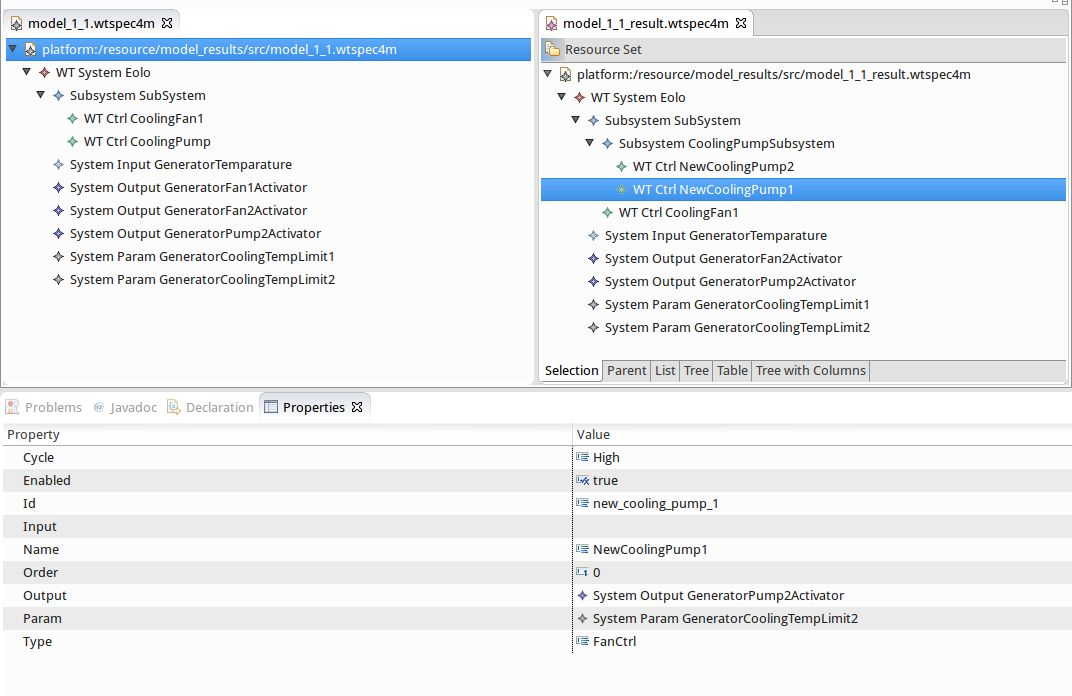 model_1_1.wtspec4m
platform:/resource/model_results/src/model_1_1.wtspec4m
WT System Eolo
Subsystem SubSystem
WT Ctrl CoolingFan1
WT Ctrl CoolingPump
System Input GeneratorTemparature
System Output GeneratorFan1Activator
System Output GeneratorFan2Activator
System Output GeneratorPump2Activator
System Param GeneratorCoolingTempLimit1
System Param GeneratorCoolingTempLimit2
model_1_1_result.wtspec4m
Resource Set
platform:/resource/model_results/src/model_1_1_result.wtspec4m
WT System Eolo
Subsystem SubSystem
Subsystem CoolingPumpSubsystem
WT Ctrl NewCoolingPump2
WT Ctrl NewCoolingPump1
WT Ctrl CoolingFan1
System Input GeneratorTemparature
System Output GeneratorFan2Activator
System Output GeneratorPump2Activator
System Param GeneratorCoolingTempLimit1
System Param GeneratorCoolingTempLimit2
Selection Parent List Tree Table Tree with Columns
Problems @ Javadoc Declaration Properties
Property Value
Cycle High
Enabled true
Id new_cooling_pump_1
Input
Name NewCoolingPump1
Order 0
Output System Output GeneratorPump2Activator
Param System Param GeneratorCoolingTempLimit2
Type FanCtrl